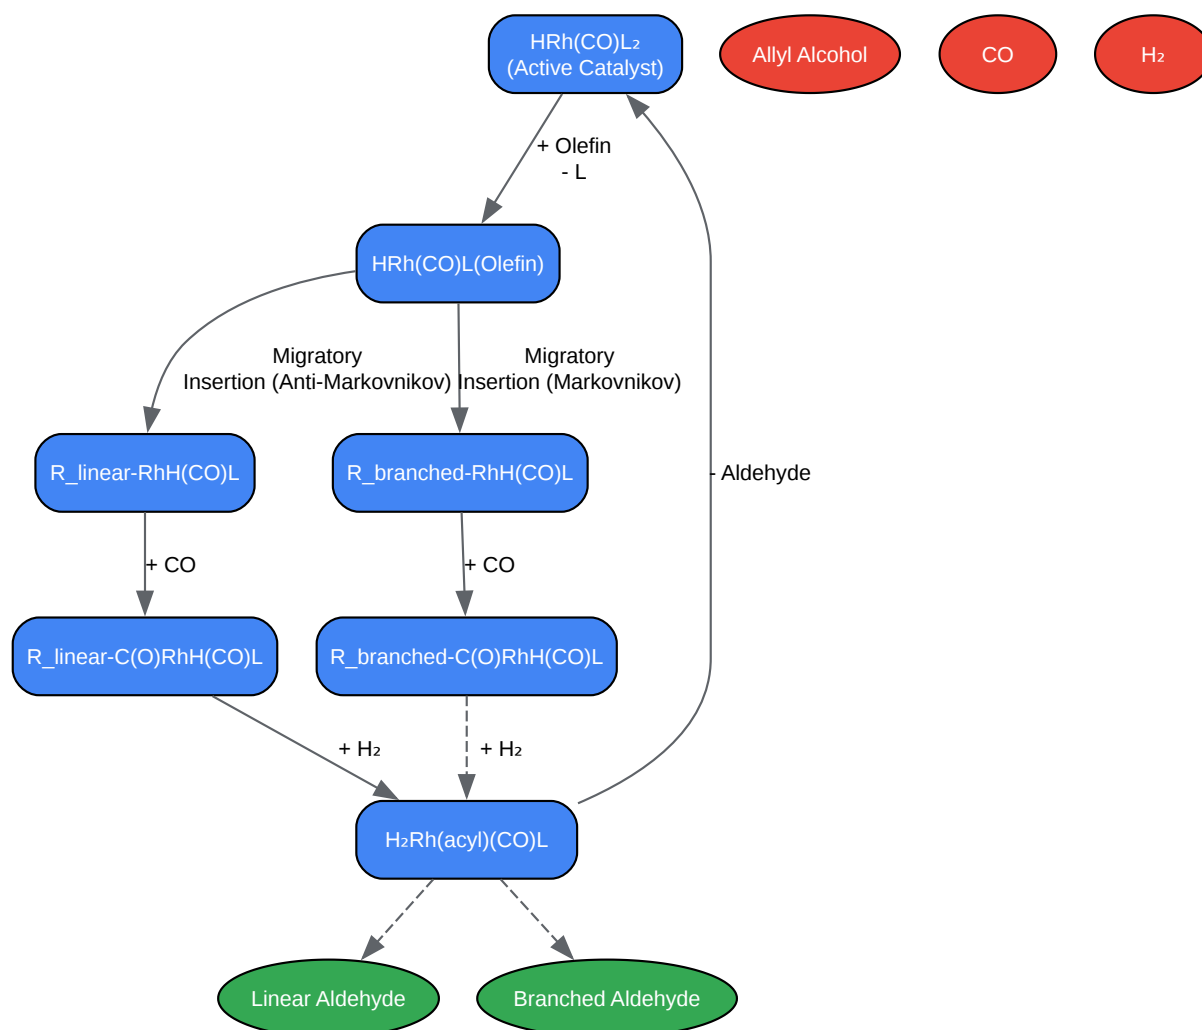 HRh(CO)L₂
(Active Catalyst)
Allyl Alcohol
CO
H₂
+ Olefin
- L
HRh(CO)L(Olefin)
Migratory
Insertion (Anti-Markovnikov)
Migratory
Insertion (Markovnikov)
R_linear-RhH(CO)L
R_branched-RhH(CO)L
- Aldehyde
+ CO
+ CO
R_linear-C(O)RhH(CO)L
R_branched-C(O)RhH(CO)L
+ H₂
+ H₂
H₂Rh(acyl)(CO)L
Linear Aldehyde
Branched Aldehyde